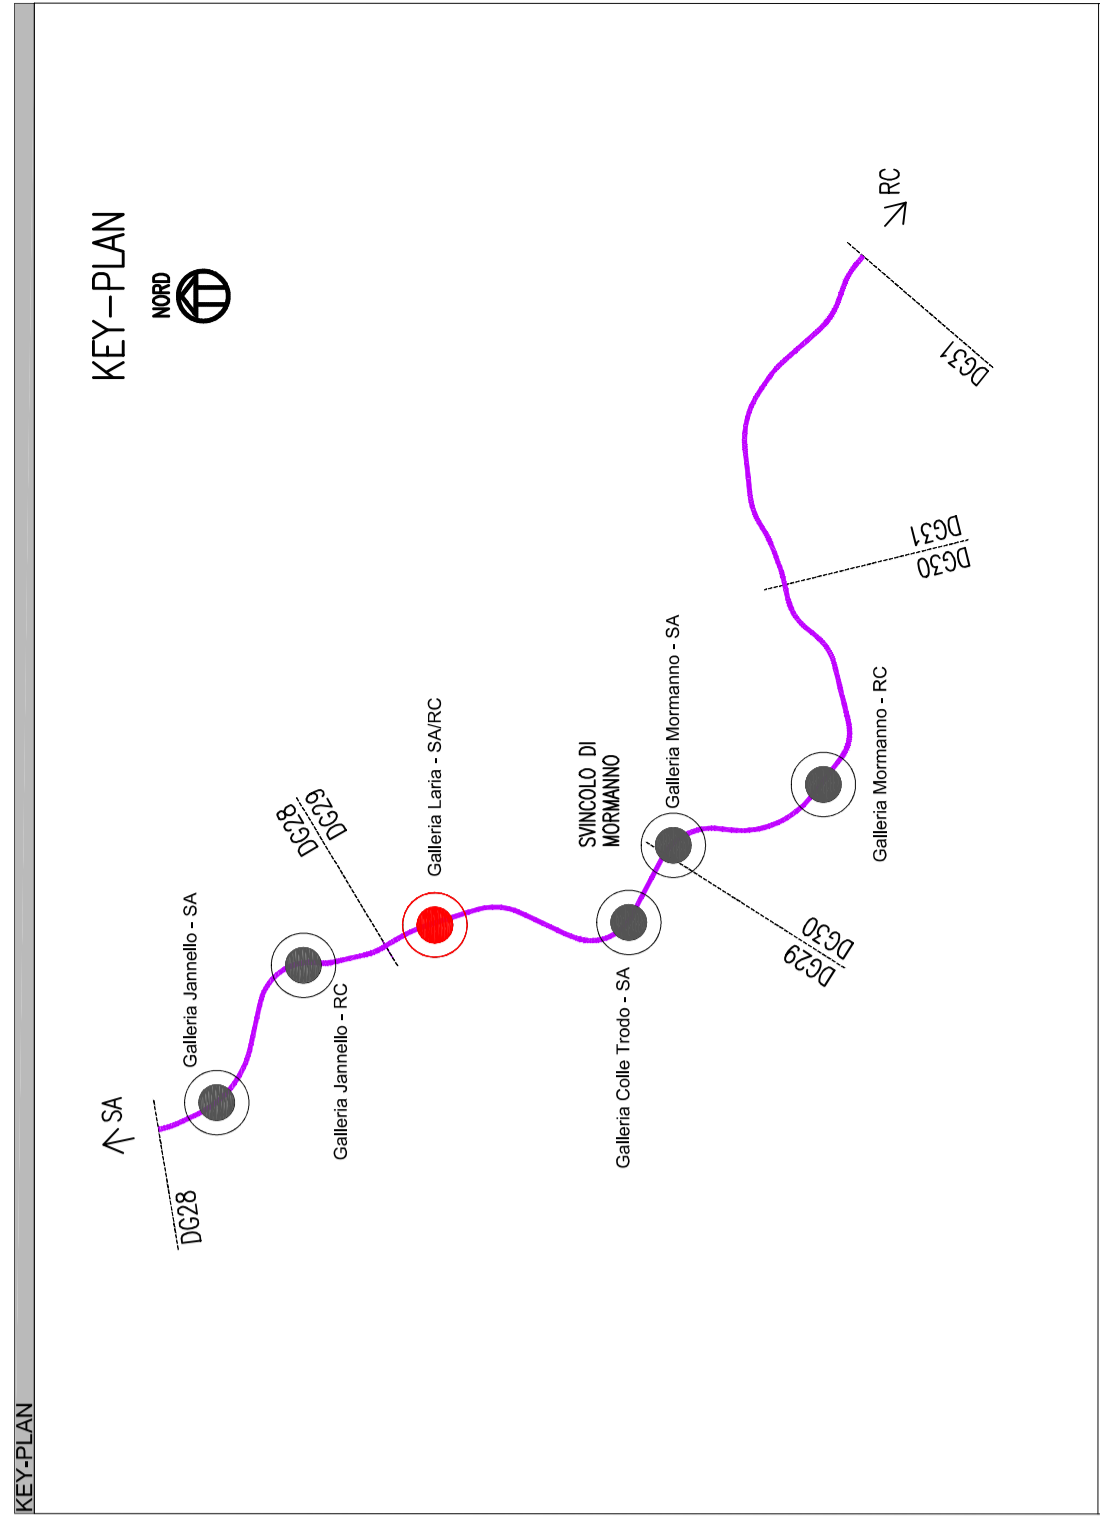 KEY-PLAN
KEY-PLAN
NORD
SA
DG28
Galleria Jannello - SA
Galleria Jannello - RC
DG28
DG29
Galleria Laria - SA/RC
SVINCOLO DI
MORMANNO
Galleria Colle Trodo - SA
Galleria Mormanno - SA
DG29
DG30
Galleria Mormanno - RC
DG30
DG31
DG31
RC